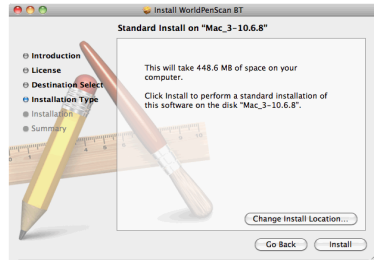 Install WorldPenScan BT
Standard Install on “Mac_3-10.6.8”
Introduction
License
Destination Select
Installation Type
Installation
Summary
This will take 448.6 MB of space on your
computer.
Click Install to perform a standard installation of
this software on the disk “Mac_3-10.6.8”.
Change Install Location...
Go Back
Install